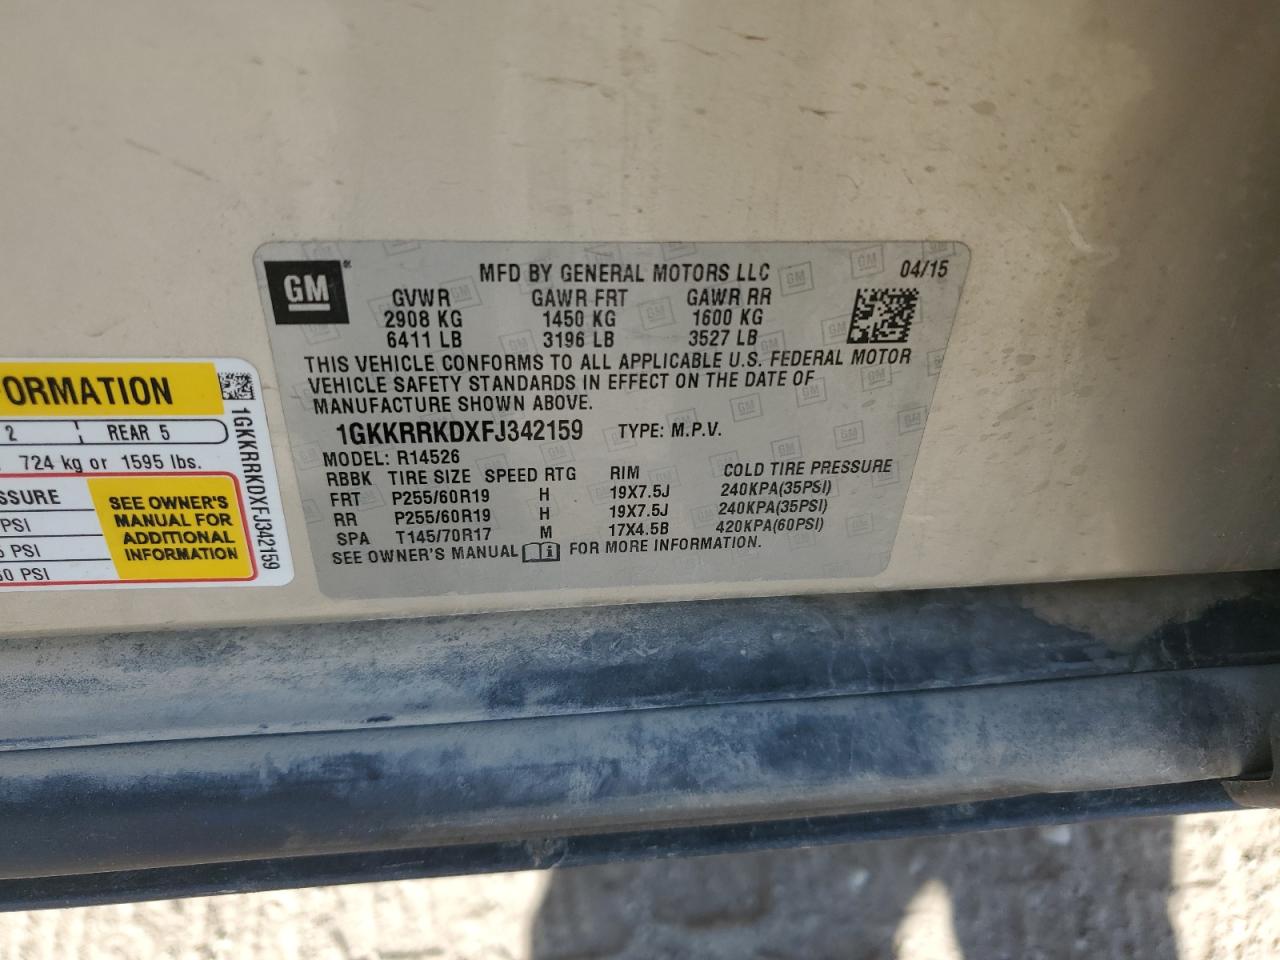 GM
MFD BY GENERAL MOTORS LLC 04/15
GVWR GAWR FRT GAWR RR
2908 KG 1450 KG 1600 KG
6411 LB 3196 LB 3527 LB
THIS VEHICLE CONFORMS TO ALL APPLICABLE U.S. FEDERAL MOTOR
VEHICLE SAFETY STANDARDS IN EFFECT ON THE DATE OF
MANUFACTURE SHOWN ABOVE.
1GKKRRKDXFJ342159 TYPE: M.P.V.
MODEL: R14526
RBBK TIRE SIZE SPEED RTG RIM COLD TIRE PRESSURE
FRT P255/60R19 H 19X7.5J 240KPA(35PSI)
RR P255/60R19 H 19X7.5J 240KPA(35PSI)
SPA T145/70R17 M 17X4.5B 420KPA(60PSI)
SEE OWNER'S MANUAL i FOR MORE INFORMATION.
ORMATION
2 REAR 5
724 kg or 1595 lbs.
SSURE
PSI
PSI
0 PSI
SEE OWNER'S
MANUAL FOR
ADDITIONAL
INFORMATION
1GKKRRKDXFJ342159